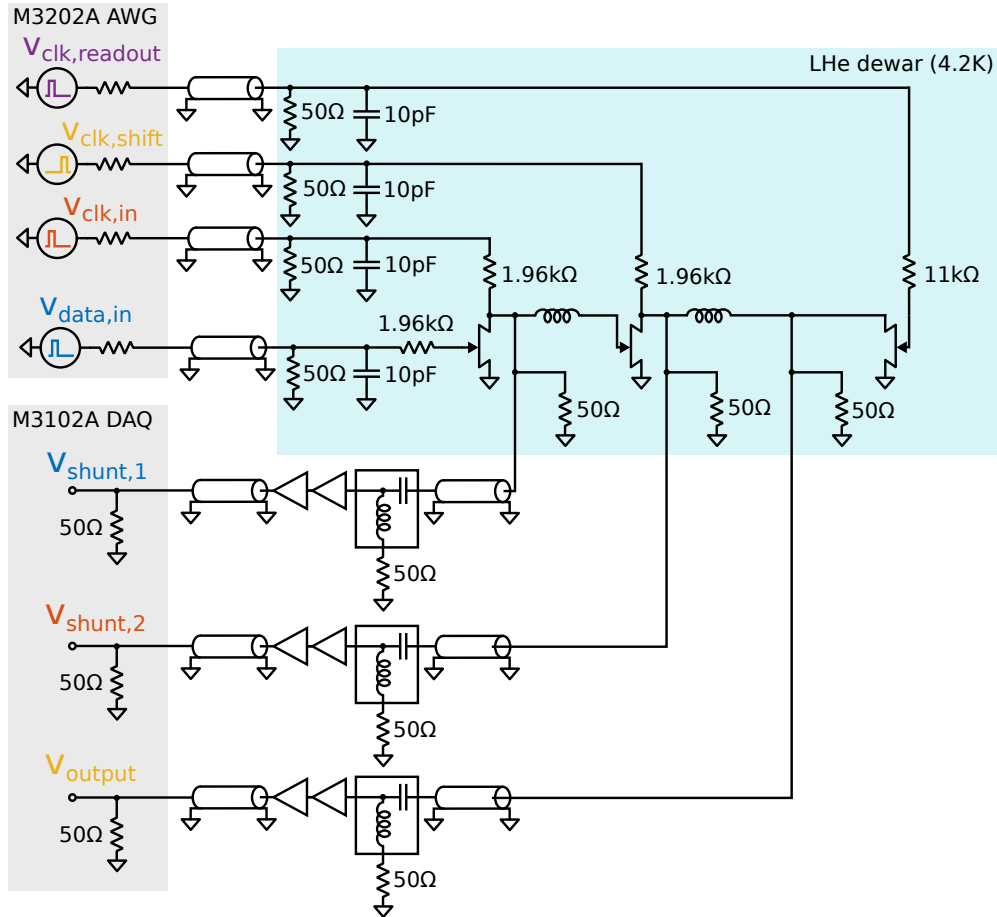 M3202A AWG
Vclk,readout
LHe dewar (4.2K)
50Ω
10pF
Vclk,shift
50Ω
10pF
Vclk,in
50Ω
10pF
1.96kΩ
1.96kΩ
11kΩ
Vdata,in
1.96kΩ
50Ω
10pF
50Ω
50Ω
50Ω
M3102A DAQ
Vshunt,1
50Ω
50Ω
Vshunt,2
50Ω
50Ω
Voutput
50Ω
50Ω